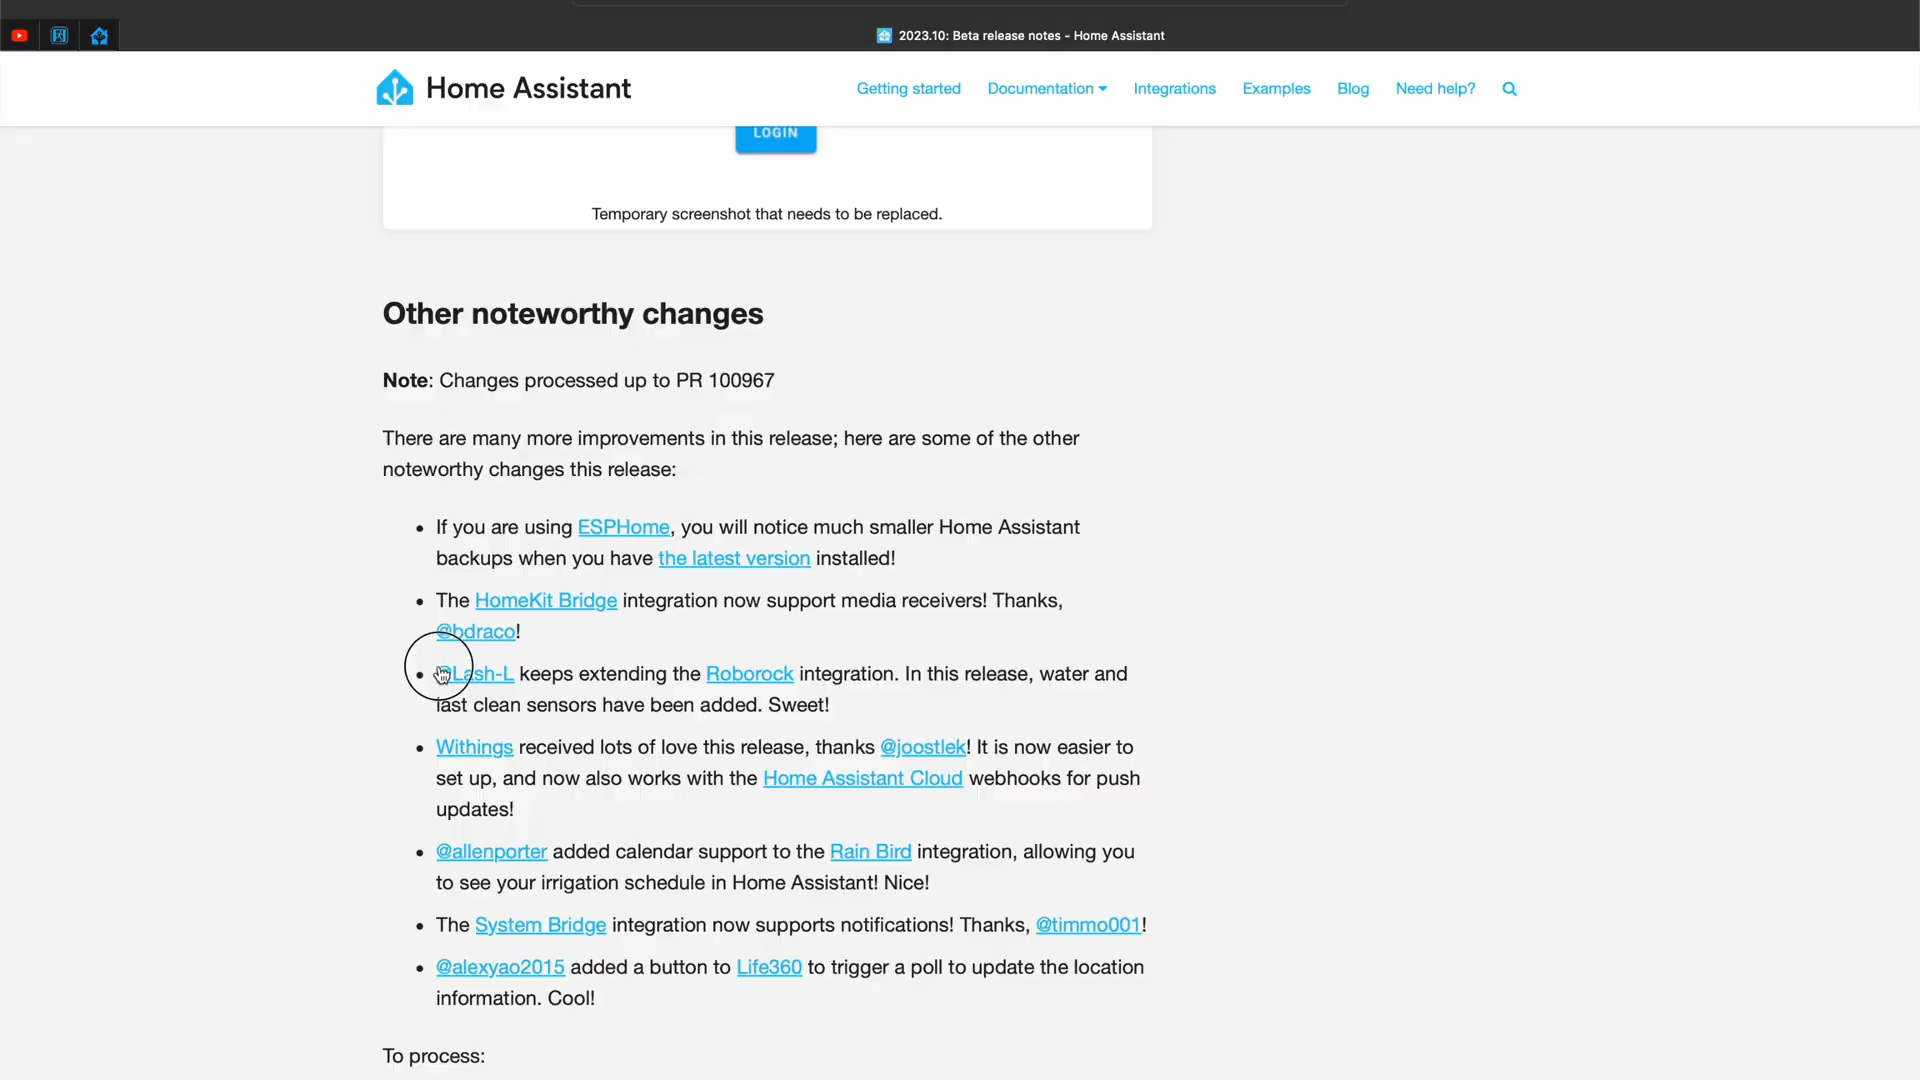 2023.10: Beta release notes - Home Assistant
Home Assistant
Getting started
Documentation
Integrations
Examples
Blog
Need help?
LOGIN
Temporary screenshot that needs to be replaced.
Other noteworthy changes
Note: Changes processed up to PR 100967
There are many more improvements in this release; here are some of the other
noteworthy changes this release:
• If you are using ESPHome, you will notice much smaller Home Assistant
backups when you have the latest version installed!
• The HomeKit Bridge integration now support media receivers! Thanks,
@bdraco!
• @Lash-L keeps extending the Roborock integration. In this release, water and
last clean sensors have been added. Sweet!
• Withings received lots of love this release, thanks @joostlek! It is now easier to
set up, and now also works with the Home Assistant Cloud webhooks for push
updates!
• @allenporter added calendar support to the Rain Bird integration, allowing you
to see your irrigation schedule in Home Assistant! Nice!
• The System Bridge integration now supports notifications! Thanks, @timmo001!
• @alexyao2015 added a button to Life360 to trigger a poll to update the location
information. Cool!
To process: